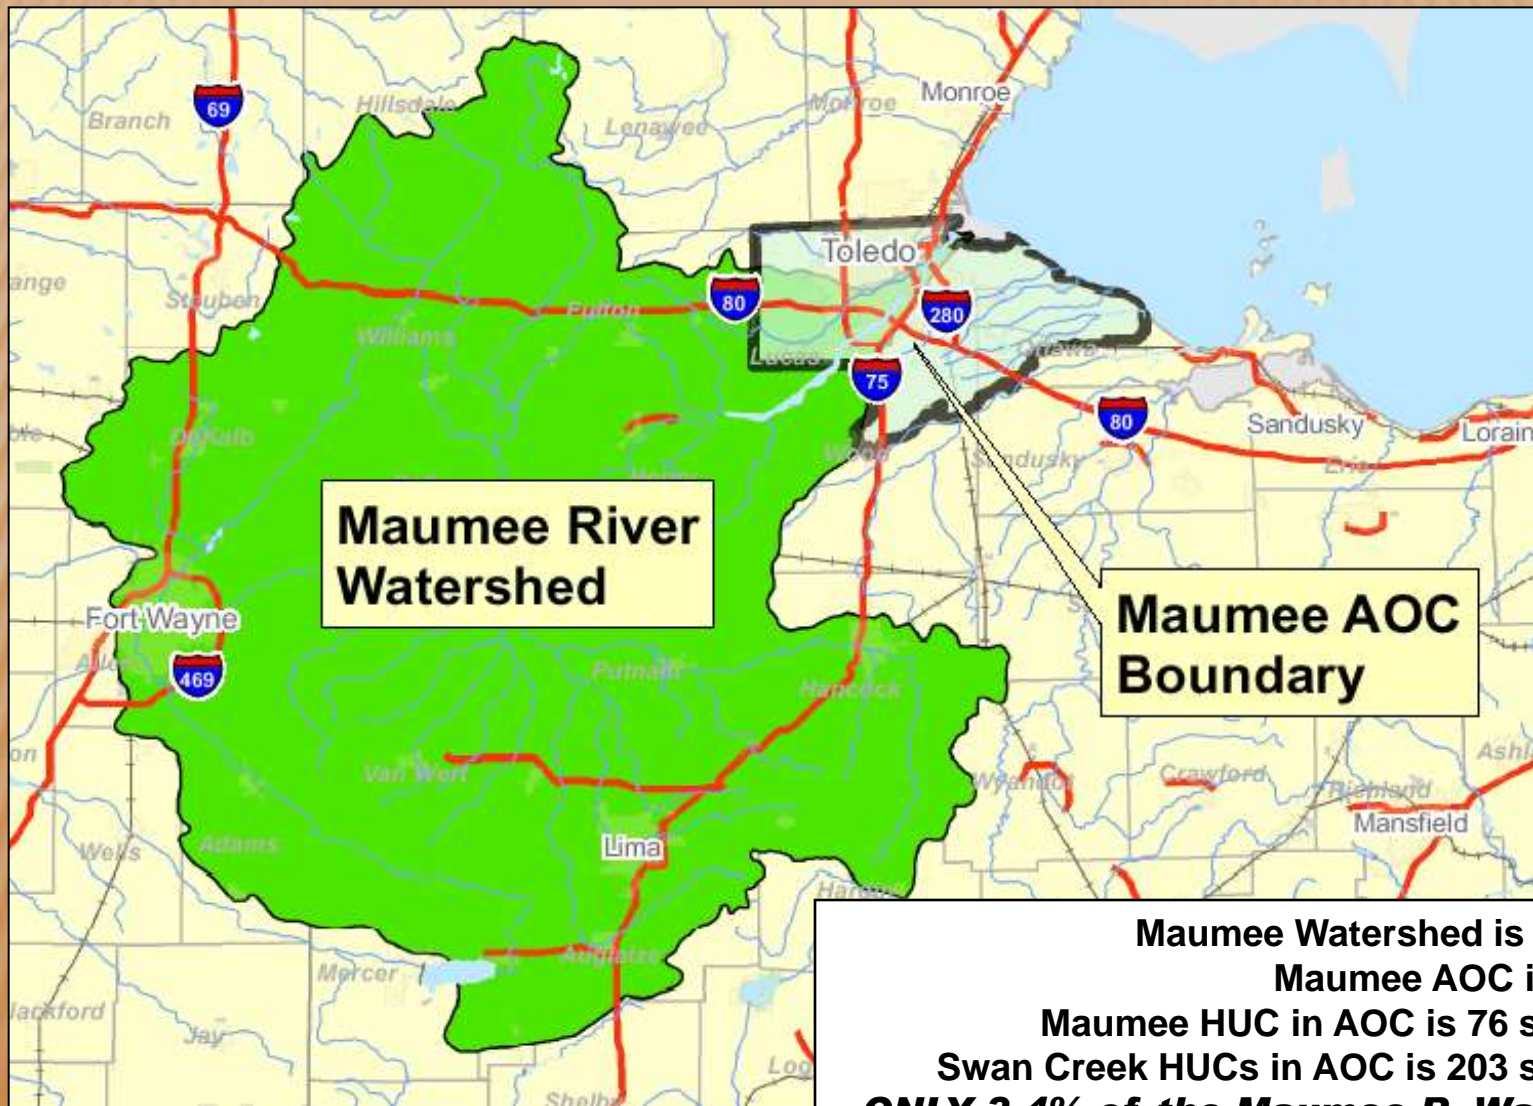 Branch
69
Hillsdale
Lenawee
Monroe
Monroe
Toledo
Steuben
Williams
Fulton
80
280
Lucas
Ottawa
75
80
Sandusky
Lorain
DeKalb
Wood
Sandusky
Erie
Maumee River
Watershed
Maumee AOC
Boundary
Fort Wayne
469
Putnam
Hancock
Van Wert
Wyandot
Crawford
Richland
Mansfield
Wells
Adams
Lima
Hardin
Mercer
Auglaize
Jay
Shelby
Maumee Watershed is
Maumee AOC i
Maumee HUC in AOC is 76 s
Swan Creek HUCs in AOC is 203 s